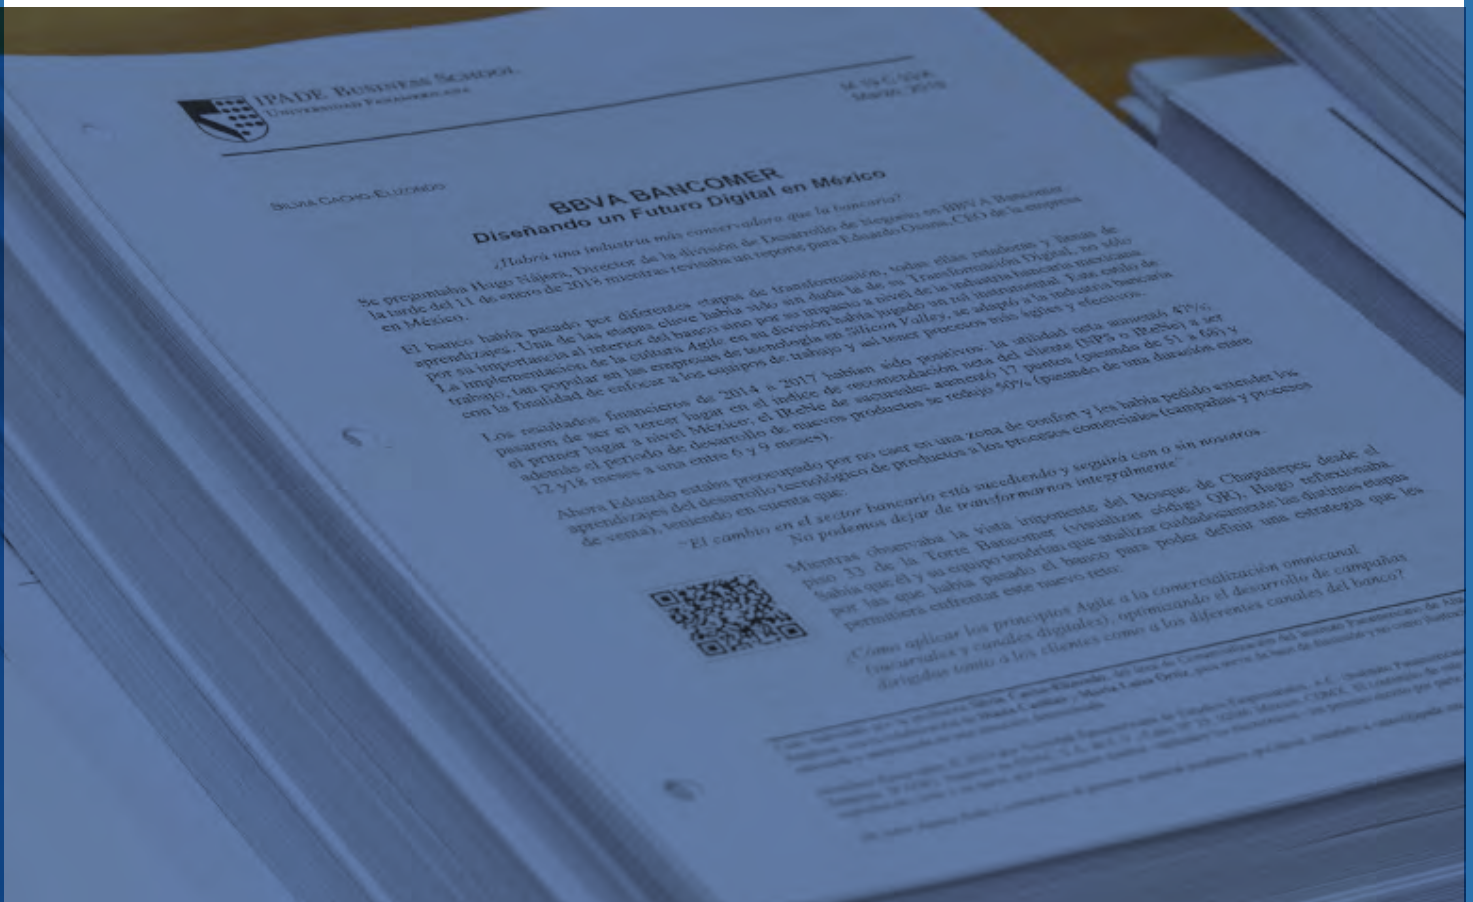 IPADE BUSINESS SCHOOL
UNIVERSIDAD PANAMERICANA
Marzo, 2019
SILVIA CACHO-ELIZONDO
BBVA BANCOMER
Diseñando un Futuro Digital en México
¿Habrá una industria más conservadora que la bancaria?
Se preguntaba Hugo Nájera, Director de la división de Desarrollo de Negocio en BBVA Bancomer
la tarde del 11 de enero de 2018 mientras revisaba un reporte para Eduardo Osuna, CEO de la empresa
en México.
El banco había pasado por diferentes etapas de transformación, todas ellas retadoras y llenas de
aprendizajes. Una de las etapas clave había sido sin duda la de su Transformación Digital, no sólo
por su importancia al interior del banco sino por su impacto a nivel de la industria bancaria mexicana.
La implementación de la cultura Agile en su división había jugado un rol instrumental. Este estilo de
trabajo, tan popular en las empresas de tecnología en Silicon Valley, se adaptó a la industria bancaria
con la finalidad de enfocar a los equipos de trabajo y así tener procesos más ágiles y efectivos.
Los resultados financieros de 2014 a 2017 habían sido positivos: la utilidad neta aumentó 47%;
pasaron de ser el tercer lugar en el índice de recomendación neta del cliente (NPS o IReNe) a ser
el primer lugar a nivel México; el IReNe de sucursales aumentó 17 puntos (pasando de 51 a 68) y
además el periodo de desarrollo de nuevos productos se redujo 50% (pasando de una duración entre
12 y18 meses a una entre 6 y 9 meses).
Ahora Eduardo estaba preocupado por no caer en una zona de confort y les había pedido extender los
aprendizajes del desarrollo tecnológico de productos a los procesos comerciales (campañas y procesos
de venta), teniendo en cuenta que:
"El cambio en el sector bancario está sucediendo y seguirá con o sin nosotros.
No podemos dejar de transformarnos integralmente".
Mientras observaba la vista imponente del Bosque de Chapultepec desde el
piso 33 de la Torre Bancomer (visualizar código QR), Hugo reflexionaba.
Sabía que él y su equipo tendrían que analizar cuidadosamente las distintas etapas
por las que había pasado el banco para poder definir una estrategia que les
permitiera enfrentar este nuevo reto:
¿Cómo aplicar los principios Agile a la comercialización omnicanal
(sucursales y canales digitales), optimizando el desarrollo de campañas
dirigidas tanto a los clientes como a los diferentes canales del banco?